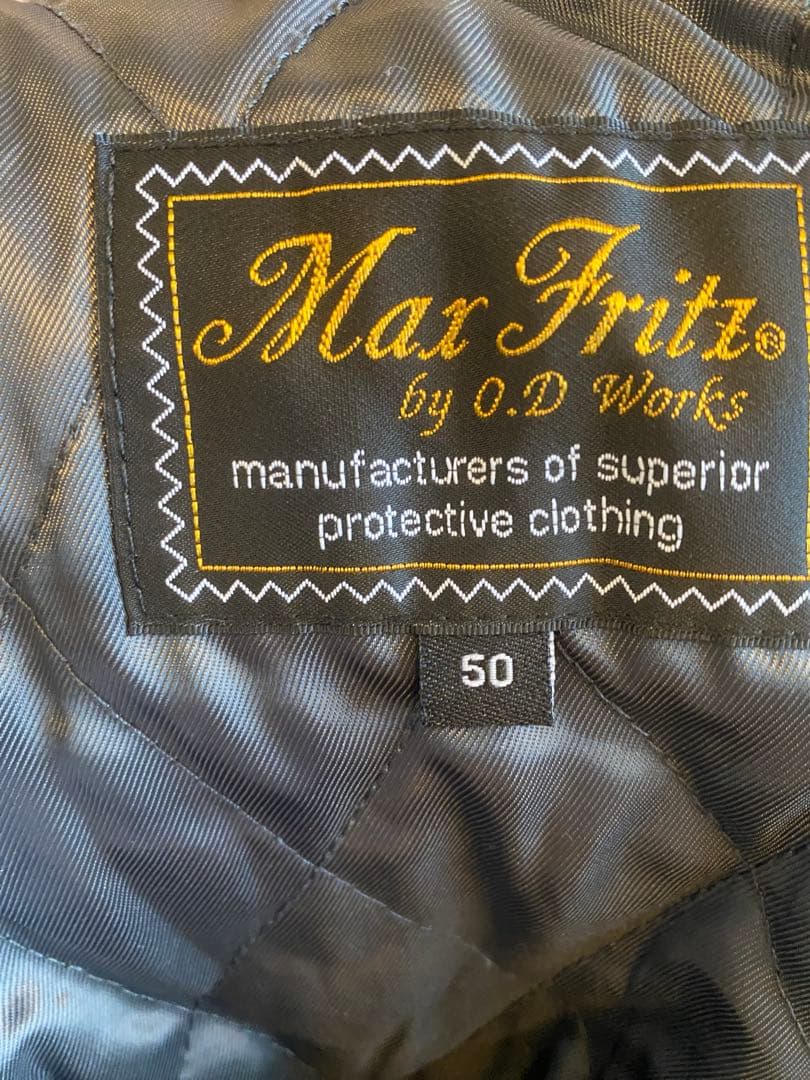 Max Fritz®
by O.D Works
manufacturers of superior
protective clothing
50